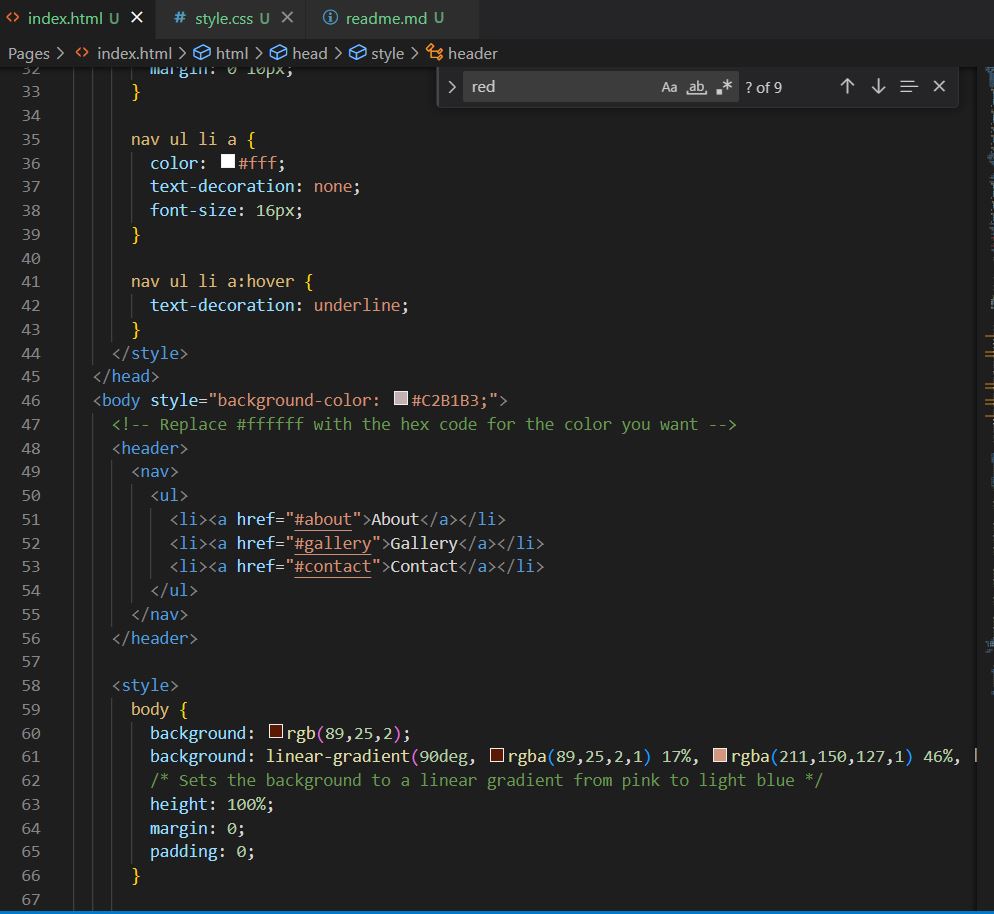 index.html U
style.css U
readme.md U
Pages > index.html > html > head > style > header
red Aa ab ? of 9
32 margin: 0 10px;
33 }
34
35 nav ul li a {
36 color: #fff;
37 text-decoration: none;
38 font-size: 16px;
39 }
40
41 nav ul li a:hover {
42 text-decoration: underline;
43 }
44 </style>
45 </head>
46 <body style="background-color: #C2B1B3;">
47 <!-- Replace #ffffff with the hex code for the color you want -->
48 <header>
49 <nav>
50 <ul>
51 <li><a href="#about">About</a></li>
52 <li><a href="#gallery">Gallery</a></li>
53 <li><a href="#contact">Contact</a></li>
54 </ul>
55 </nav>
56 </header>
57
58 <style>
59 body {
60 background: rgb(89,25,2);
61 background: linear-gradient(90deg, rgba(89,25,2,1) 17%, rgba(211,150,127,1) 46%,
62 /* Sets the background to a linear gradient from pink to light blue */
63 height: 100%;
64 margin: 0;
65 padding: 0;
66 }
67